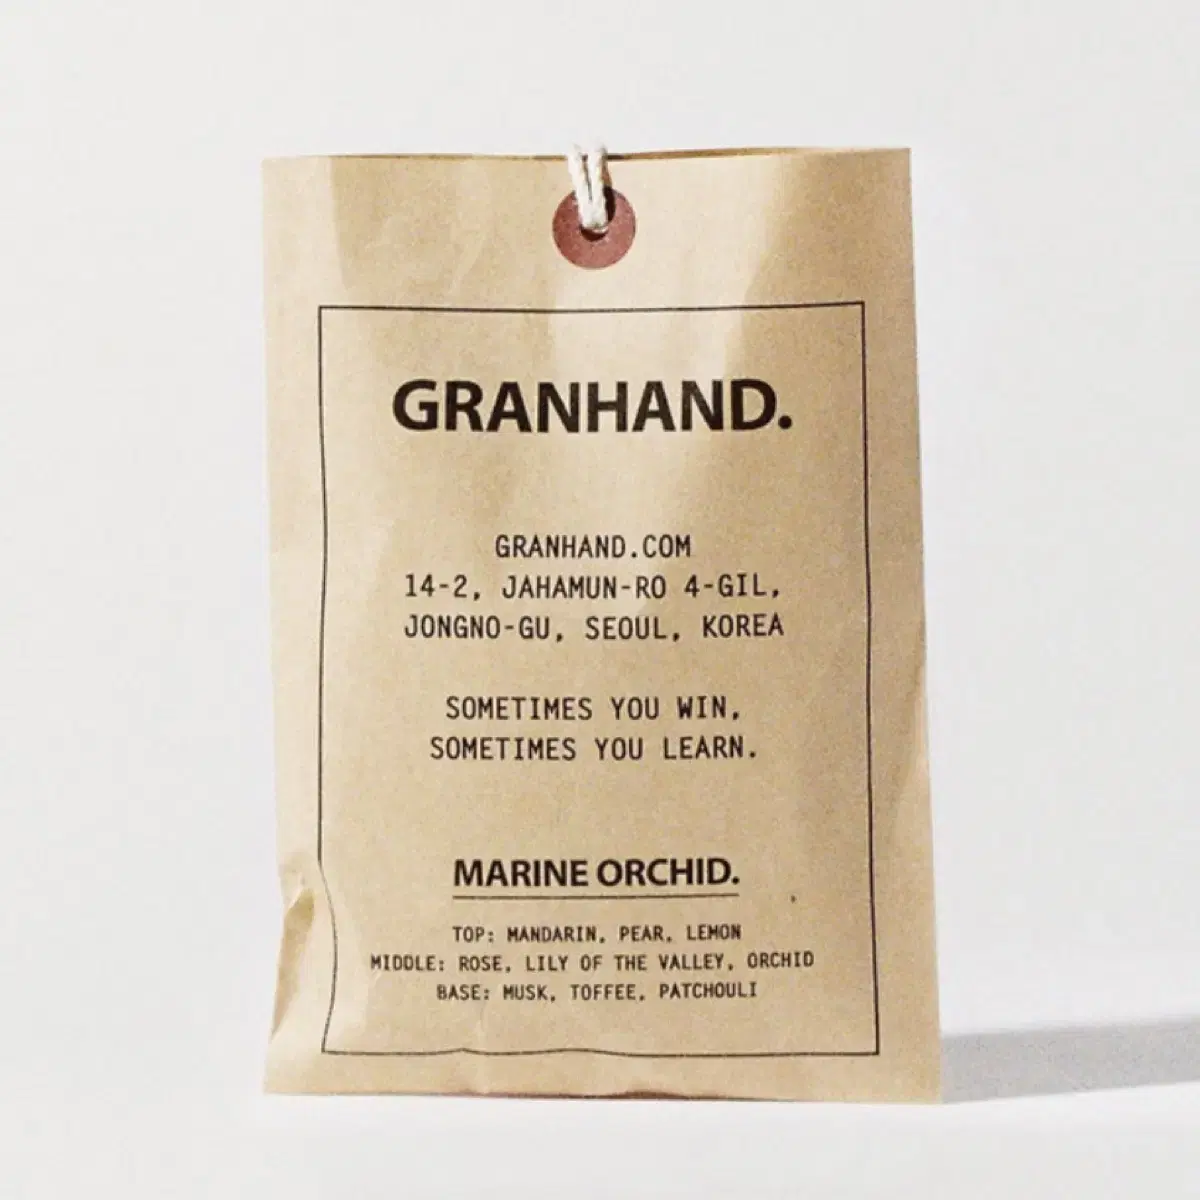 GRANHAND.
GRANHAND.COM
14-2, JAHAMUN-RO 4-GIL,
JONGNO-GU, SEOUL, KOREA
SOMETIMES YOU WIN,
SOMETIMES YOU LEARN.
MARINE ORCHID.
TOP: MANDARIN, PEAR, LEMON
MIDDLE: ROSE, LILY OF THE VALLEY, ORCHID
BASE: MUSK, TOFFEE, PATCHOULI